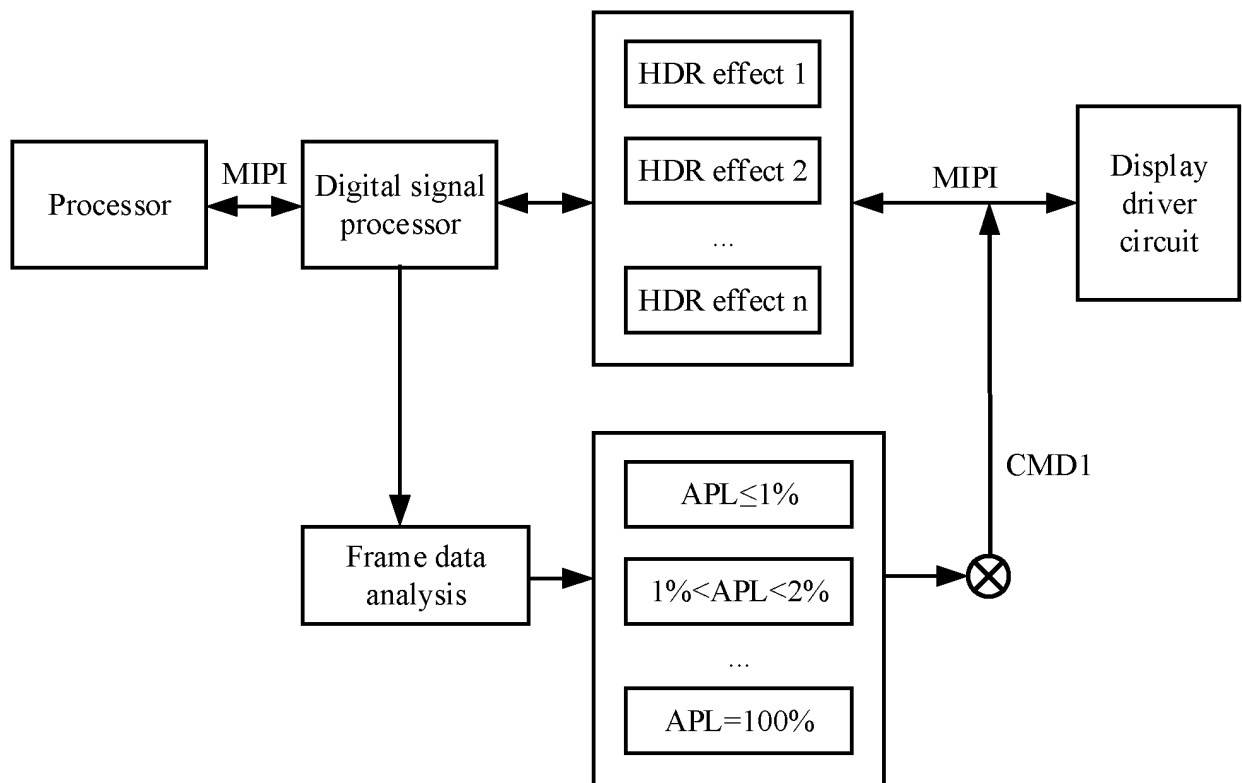 Processor
MIPI
Digital signal
processor
HDR effect 1
HDR effect 2
...
HDR effect n
MIPI
Display
driver
circuit
Frame data
analysis
APL≤1%
1%<APL<2%
...
APL=100%
CMD1